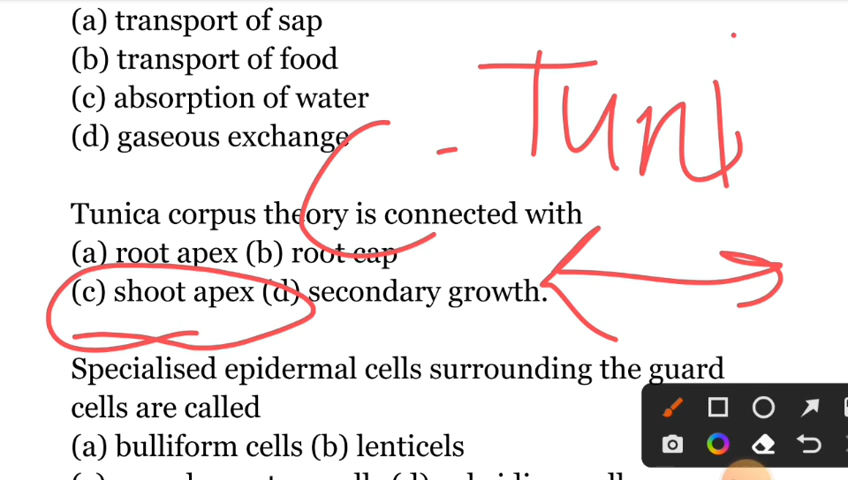 (a) transport of sap
(b) transport of food
(c) absorption of water
(d) gaseous exchange
- Tuni
Tunica corpus theory is connected with
(a) root apex (b) root cap
(c) shoot apex (d) secondary growth.
Specialised epidermal cells surrounding the guard
cells are called
(a) bulliform cells (b) lenticels